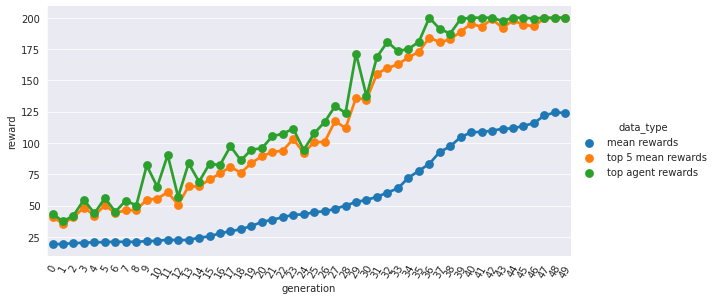 200
175
150
125
100
75
50
25
reward
0 1 2 3 4 5 6 7 8 9 10 11 12 13 14 15 16 17 18 19 20 21 22 23 24 25 26 27 28 29 30 31 32 33 34 35 36 37 38 39 40 41 42 43 44 45 46 47 48 49
generation
data_type
mean rewards
top 5 mean rewards
top agent rewards